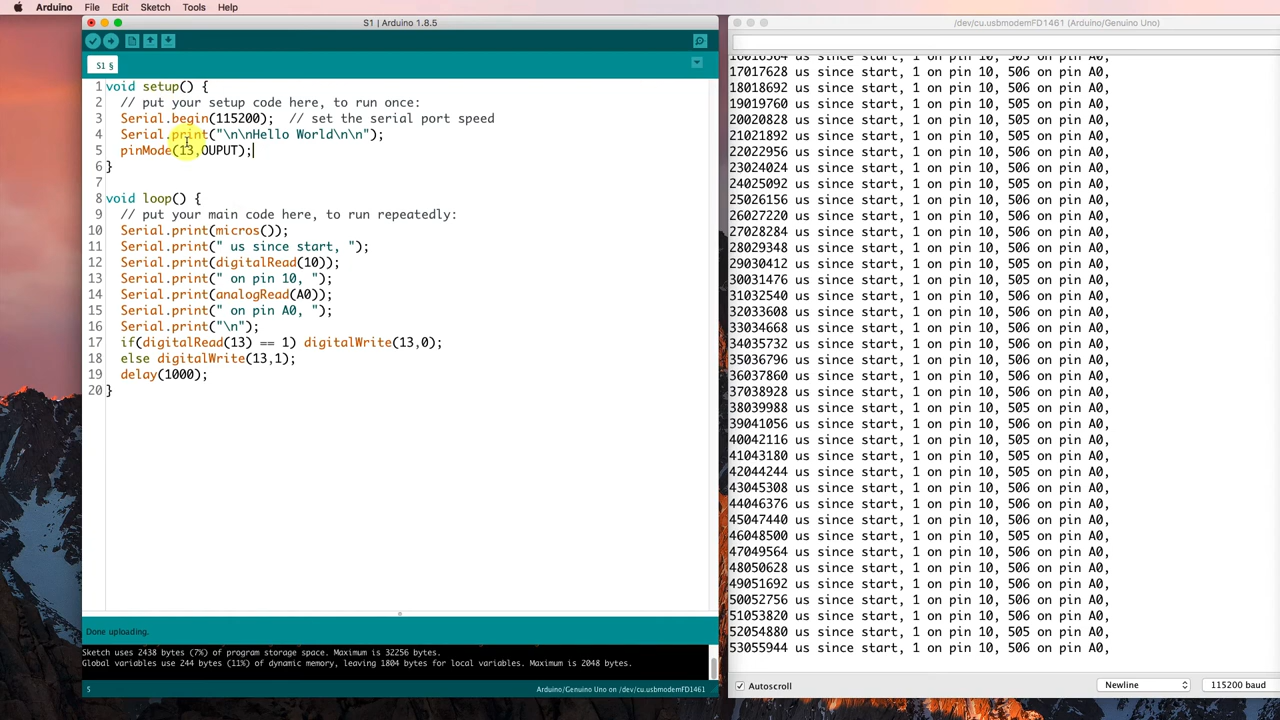 Arduino File Edit Sketch Tools Help
S1 | Arduino 1.8.5
S1 §
1 void setup() {
2 // put your setup code here, to run once:
3 Serial.begin(115200); // set the serial port speed
4 Serial.print("\n\nHello World\n\n");
5 pinMode(13,OUPUT);
6 }
7
8 void loop() {
9 // put your main code here, to run repeatedly:
10 Serial.print(micros());
11 Serial.print(" us since start, ");
12 Serial.print(digitalRead(10));
13 Serial.print(" on pin 10, ");
14 Serial.print(analogRead(A0));
15 Serial.print(" on pin A0, ");
16 Serial.print("\n");
17 if(digitalRead(13) == 1) digitalWrite(13,0);
18 else digitalWrite(13,1);
19 delay(1000);
20 }
Done uploading.
Sketch uses 2438 bytes (7%) of program storage space. Maximum is 32256 bytes.
Global variables use 244 bytes (11%) of dynamic memory, leaving 1804 bytes for local variables. Maximum is 2048 bytes.
5 Arduino/Genuino Uno on /dev/cu.usbmodemFD1461
/dev/cu.usbmodemFD1461 (Arduino/Genuino Uno)
16016564 us since start, 1 on pin 10, 505 on pin A0,
17017628 us since start, 1 on pin 10, 506 on pin A0,
18018692 us since start, 1 on pin 10, 506 on pin A0,
19019760 us since start, 1 on pin 10, 505 on pin A0,
20020828 us since start, 1 on pin 10, 505 on pin A0,
21021892 us since start, 1 on pin 10, 506 on pin A0,
22022956 us since start, 1 on pin 10, 505 on pin A0,
23024024 us since start, 1 on pin 10, 506 on pin A0,
24025092 us since start, 1 on pin 10, 505 on pin A0,
25026156 us since start, 1 on pin 10, 506 on pin A0,
26027220 us since start, 1 on pin 10, 506 on pin A0,
27028284 us since start, 1 on pin 10, 506 on pin A0,
28029348 us since start, 1 on pin 10, 506 on pin A0,
29030412 us since start, 1 on pin 10, 505 on pin A0,
30031476 us since start, 1 on pin 10, 506 on pin A0,
31032540 us since start, 1 on pin 10, 506 on pin A0,
32033608 us since start, 1 on pin 10, 505 on pin A0,
33034668 us since start, 1 on pin 10, 506 on pin A0,
34035732 us since start, 1 on pin 10, 505 on pin A0,
35036796 us since start, 1 on pin 10, 506 on pin A0,
36037860 us since start, 1 on pin 10, 506 on pin A0,
37038928 us since start, 1 on pin 10, 506 on pin A0,
38039988 us since start, 1 on pin 10, 505 on pin A0,
39041056 us since start, 1 on pin 10, 506 on pin A0,
40042116 us since start, 1 on pin 10, 505 on pin A0,
41043180 us since start, 1 on pin 10, 506 on pin A0,
42044244 us since start, 1 on pin 10, 505 on pin A0,
43045308 us since start, 1 on pin 10, 506 on pin A0,
44046376 us since start, 1 on pin 10, 506 on pin A0,
45047440 us since start, 1 on pin 10, 506 on pin A0,
46048500 us since start, 1 on pin 10, 505 on pin A0,
47049564 us since start, 1 on pin 10, 506 on pin A0,
48050628 us since start, 1 on pin 10, 506 on pin A0,
49051692 us since start, 1 on pin 10, 506 on pin A0,
50052756 us since start, 1 on pin 10, 506 on pin A0,
51053820 us since start, 1 on pin 10, 506 on pin A0,
52054880 us since start, 1 on pin 10, 505 on pin A0,
53055944 us since start, 1 on pin 10, 506 on pin A0,
Autoscroll Newline 115200 baud